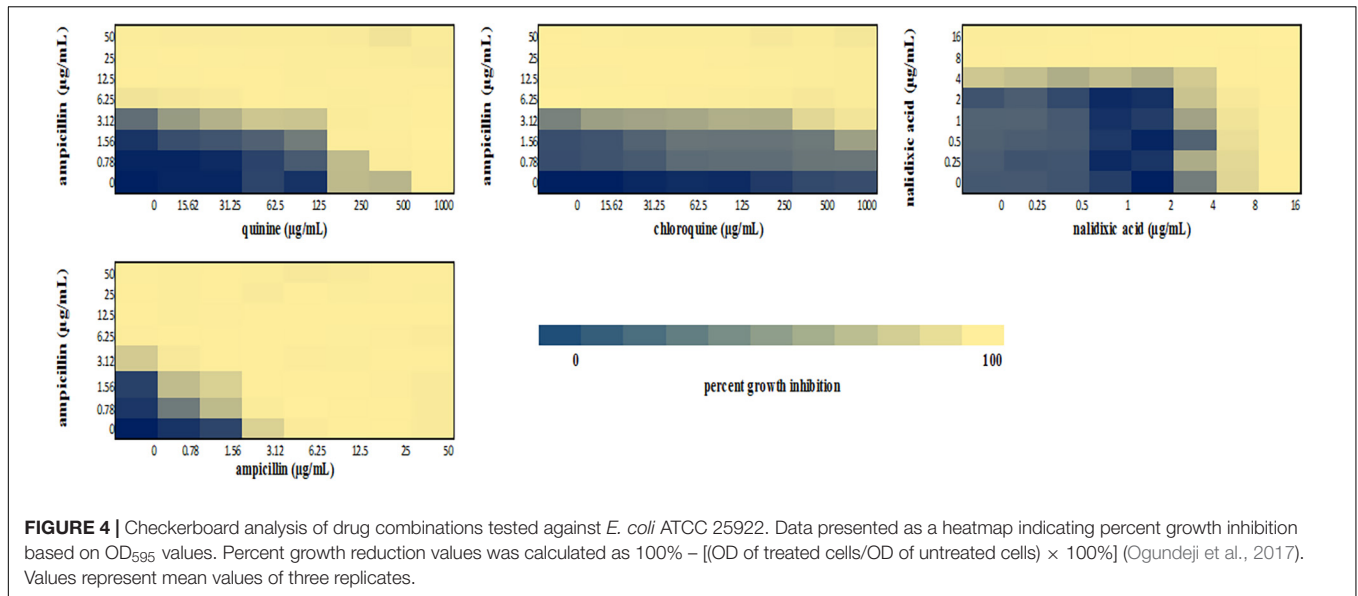 ampicillin (µg/mL)
50
25
12.5
6.25
3.12
1.56
0.78
0
0 15.62 31.25 62.5 125 250 500 1000
quinine (µg/mL)
ampicillin (µg/mL)
50
25
12.5
6.25
3.12
1.56
0.78
0
0 15.62 31.25 62.5 125 250 500 1000
chloroquine (µg/mL)
nalidixic acid (µg/mL)
16
8
4
2
1
0.5
0.25
0
0 0.25 0.5 1 2 4 8 16
nalidixic acid (µg/mL)
ampicillin (µg/mL)
50
25
12.5
6.25
3.12
1.56
0.78
0
0 0.78 1.56 3.12 6.25 12.5 25 50
ampicillin (µg/mL)
0 100
percent growth inhibition
FIGURE 4 | Checkerboard analysis of drug combinations tested against E. coli ATCC 25922. Data presented as a heatmap indicating percent growth inhibition
based on OD595 values. Percent growth reduction values was calculated as 100% – [(OD of treated cells/OD of untreated cells) × 100%] (Ogundeji et al., 2017).
Values represent mean values of three replicates.